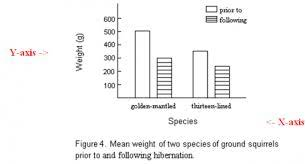 prior to
following
600
500
400
300
200
100
Weight (g)
Y-axis ->
golden-mantled thirteen-lined
<- X-axis
Species
Figure 4. Mean weight of two species of ground squirrels
prior to and following hibernation.